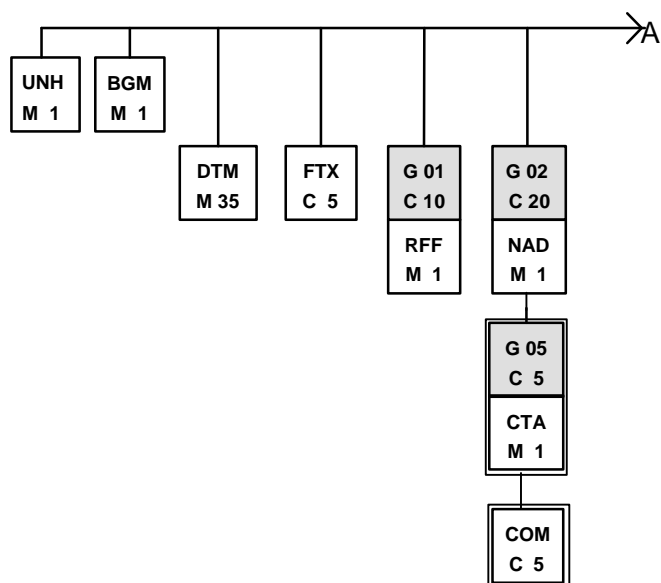 A
UNH
M 1
BGM
M 1
DTM
M 35
FTX
C 5
G 01
C 10
RFF
M 1
G 02
C 20
NAD
M 1
G 05
C 5
CTA
M 1
COM
C 5